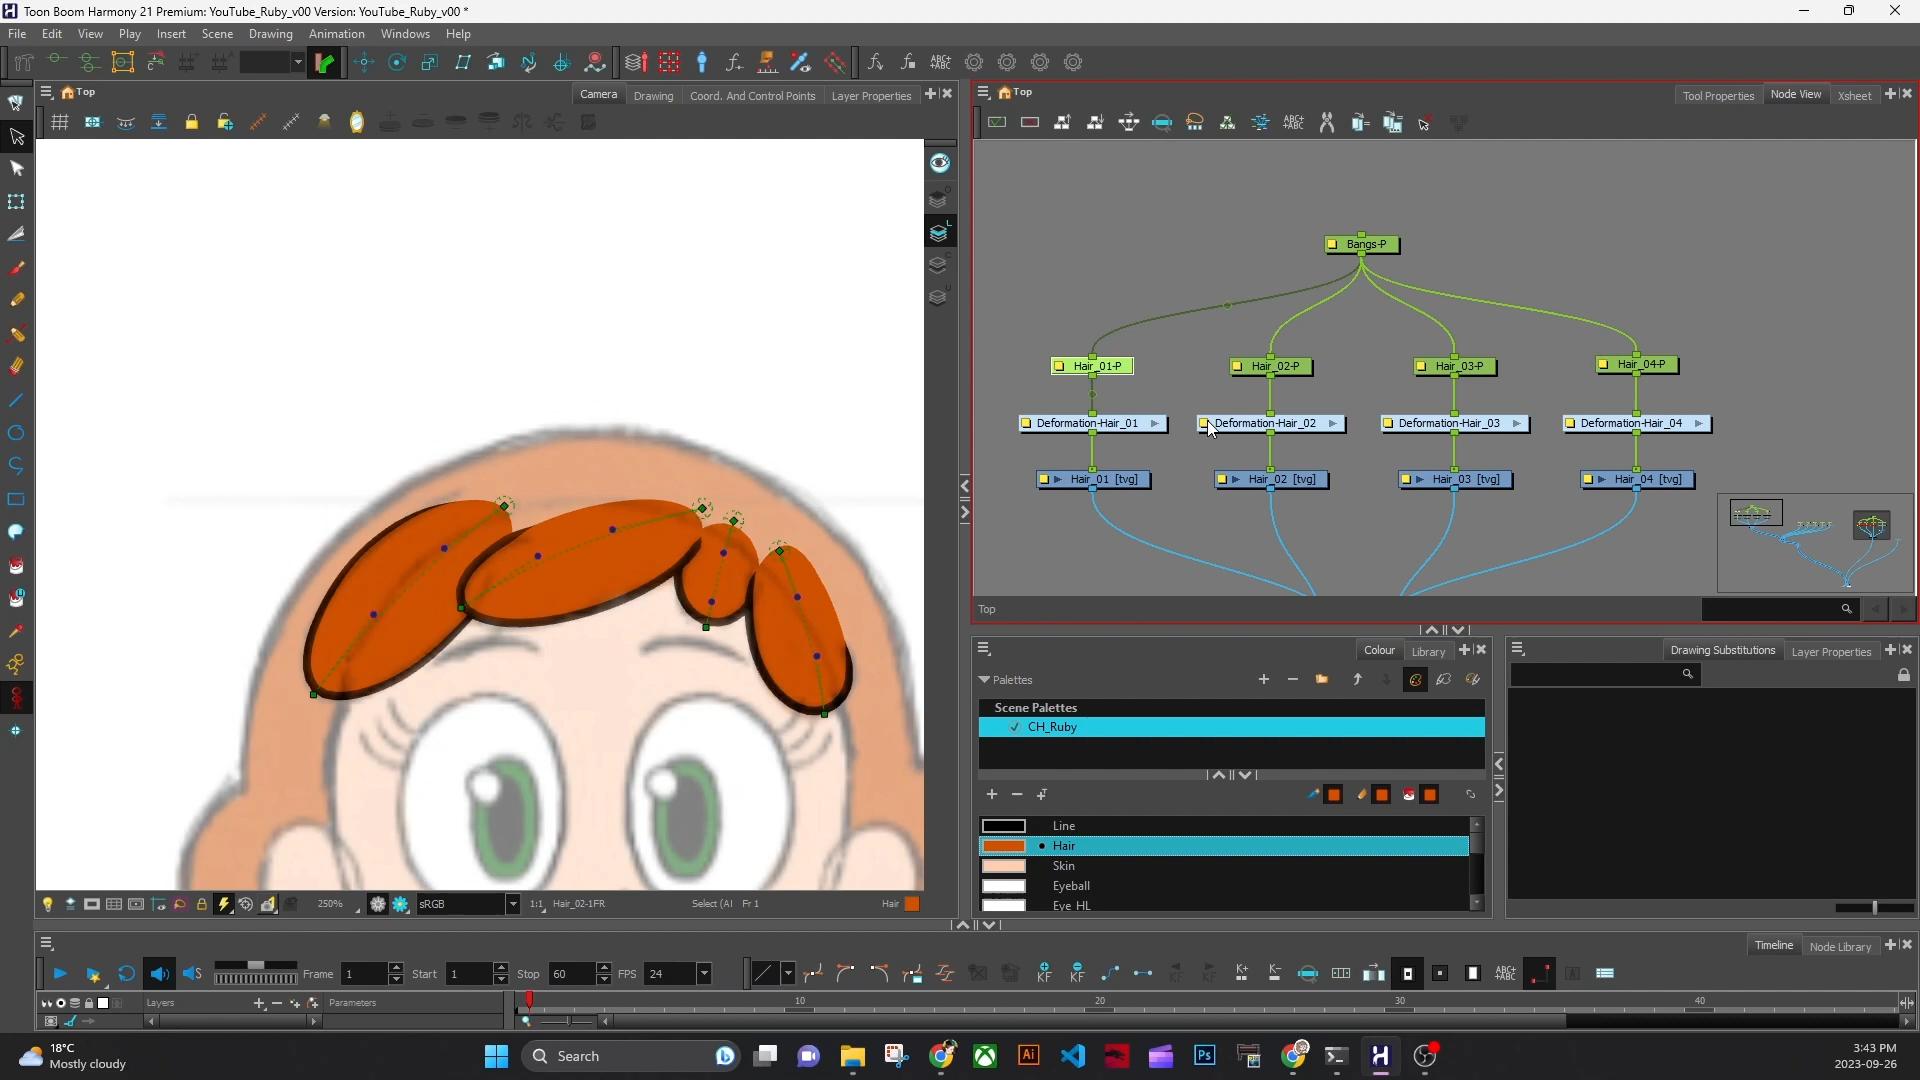 Toon Boom Harmony 21 Premium: YouTube_Ruby_v00 Version: YouTube_Ruby_v00 *
File Edit View Play Insert Scene Drawing Animation Windows Help
Top
Camera Drawing Coord. And Control Points Layer Properties
Top
Tool Properties Node View Xsheet
Bangs-P
Hair_01-P Hair_02-P Hair_03-P Hair_04-P
Deformation-Hair_01 Deformation-Hair_02 Deformation-Hair_03 Deformation-Hair_04
Hair_01 [tvg] Hair_02 [tvg] Hair_03 [tvg] Hair_04 [tvg]
Top
Colour Library
Drawing Substitutions Layer Properties
Palettes
Scene Palettes
CH_Ruby
Line
Hair
Skin
Eyeball
Eye HL
250% sRGB 1:1 Hair_02-1FR Select (Al Fr 1 Hair
Timeline Node Library
Frame 1 Start 1 Stop 60 FPS 24
Layers Parameters 10 20 30 40
18°C
Mostly cloudy
Search
3:43 PM
2023-09-26